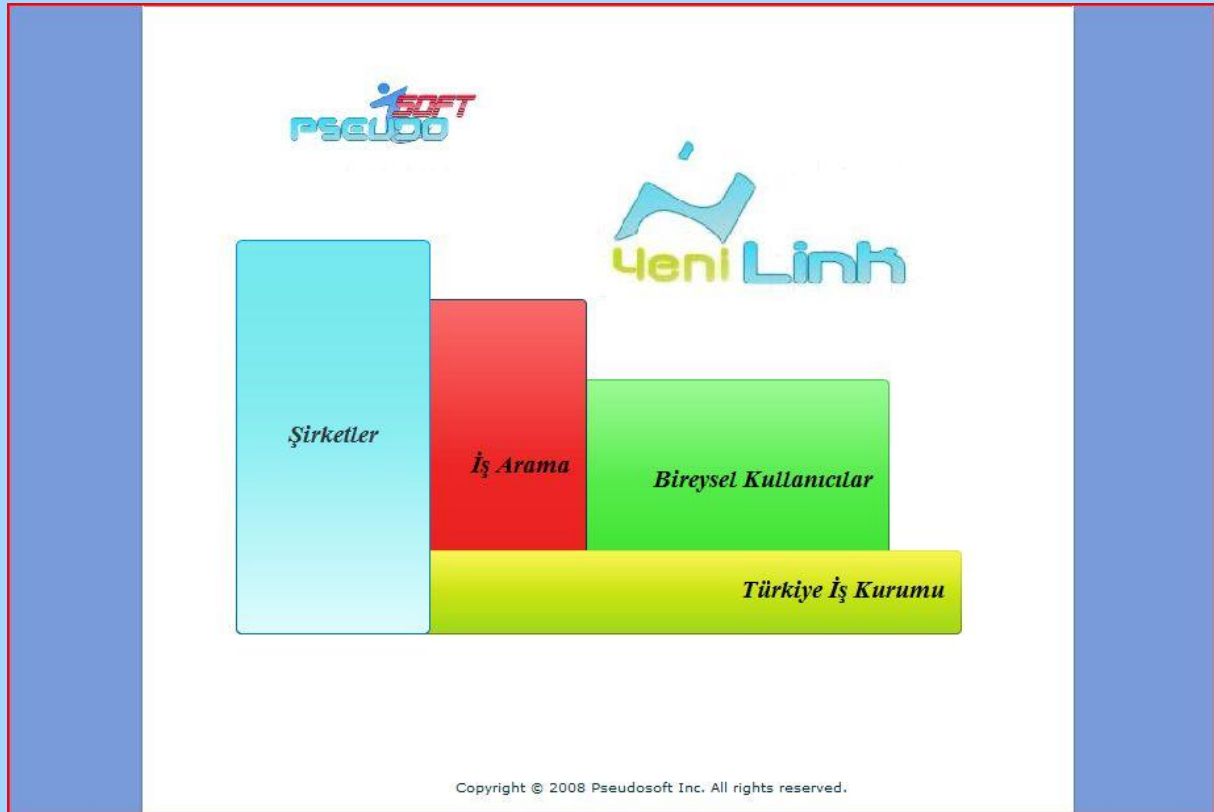 PSEUDO SOFT
Yeni Link
Şirketler
İş Arama
Bireysel Kullanıcılar
Türkiye İş Kurumu
Copyright © 2008 Pseudosoft Inc. All rights reserved.